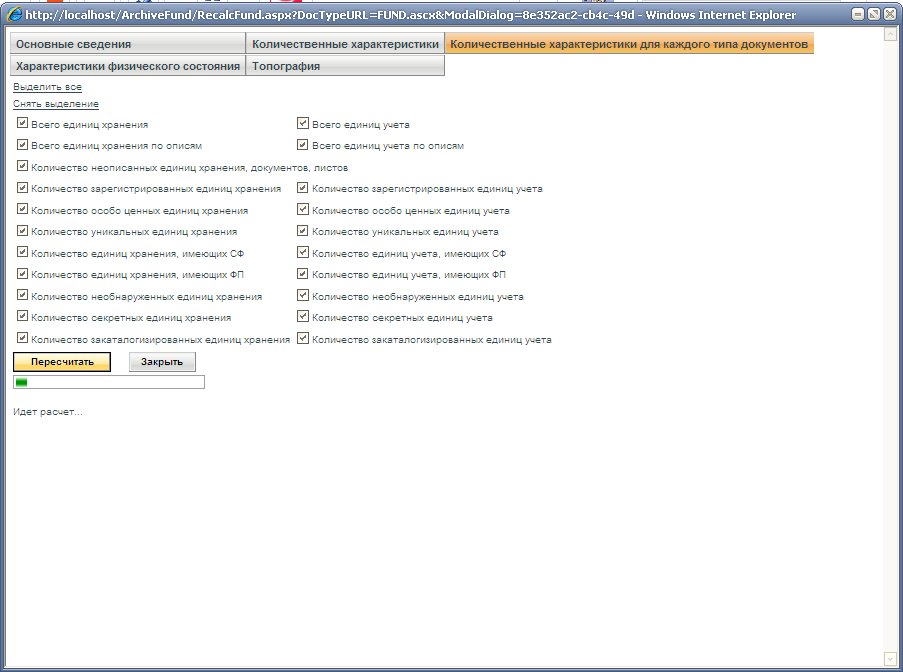 http://localhost/ArchiveFund/RecalcFund.aspx?DocTypeURL=FUND.ascx&ModalDialog=8e352ac2-cb4c-49d - Windows Internet Explorer
Основные сведения Количественные характеристики Количественные характеристики для каждого типа документов
Характеристики физического состояния Топография
Выделить все
Снять выделение
Всего единиц хранения Всего единиц учета
Всего единиц хранения по описям Всего единиц учета по описям
Количество неописанных единиц хранения, документов, листов
Количество зарегистрированных единиц хранения Количество зарегистрированных единиц учета
Количество особо ценных единиц хранения Количество особо ценных единиц учета
Количество уникальных единиц хранения Количество уникальных единиц учета
Количество единиц хранения, имеющих СФ Количество единиц учета, имеющих СФ
Количество единиц хранения, имеющих ФП Количество единиц учета, имеющих ФП
Количество необнаруженных единиц хранения Количество необнаруженных единиц учета
Количество секретных единиц хранения Количество секретных единиц учета
Количество закаталогизированных единиц хранения Количество закаталогизированных единиц учета
Пересчитать Закрыть
Идет расчет...